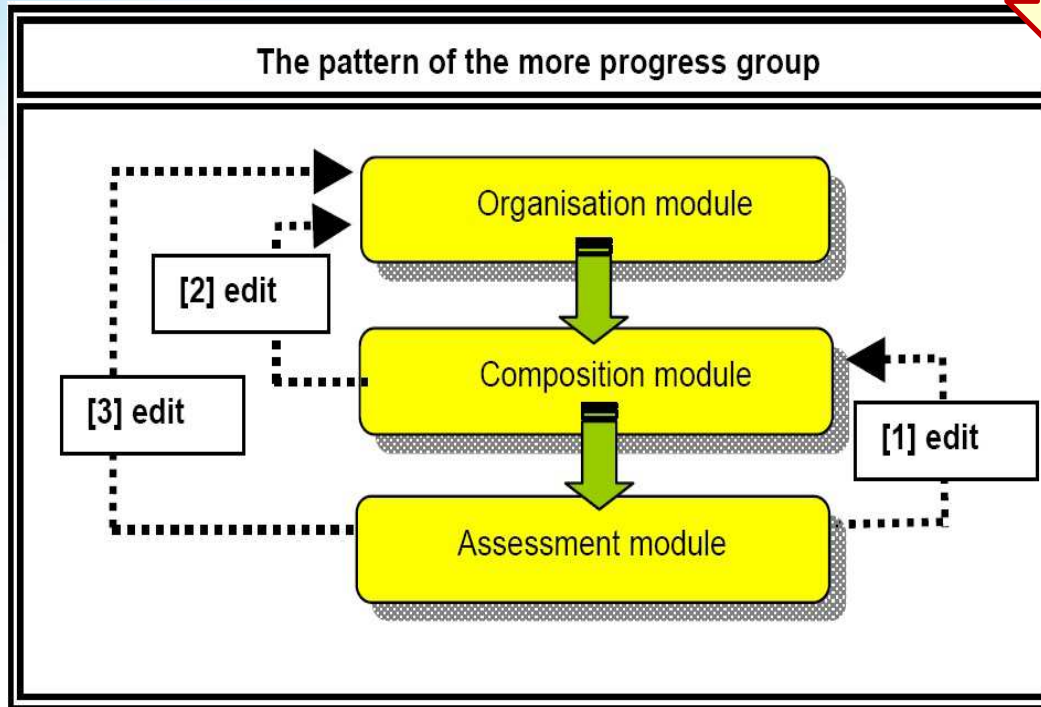 The pattern of the more progress group
Organisation module
[2] edit
Composition module
[3] edit
[1] edit
Assessment module